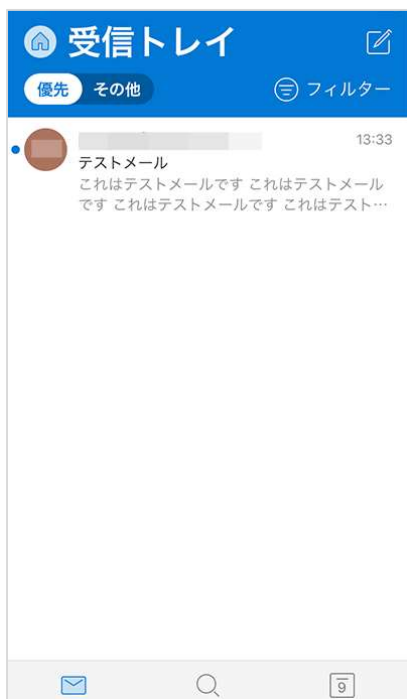 受信トレイ
優先 その他 フィルター
13:33
テストメール
これはテストメールです これはテストメール
です これはテストメールです これはテスト…
9